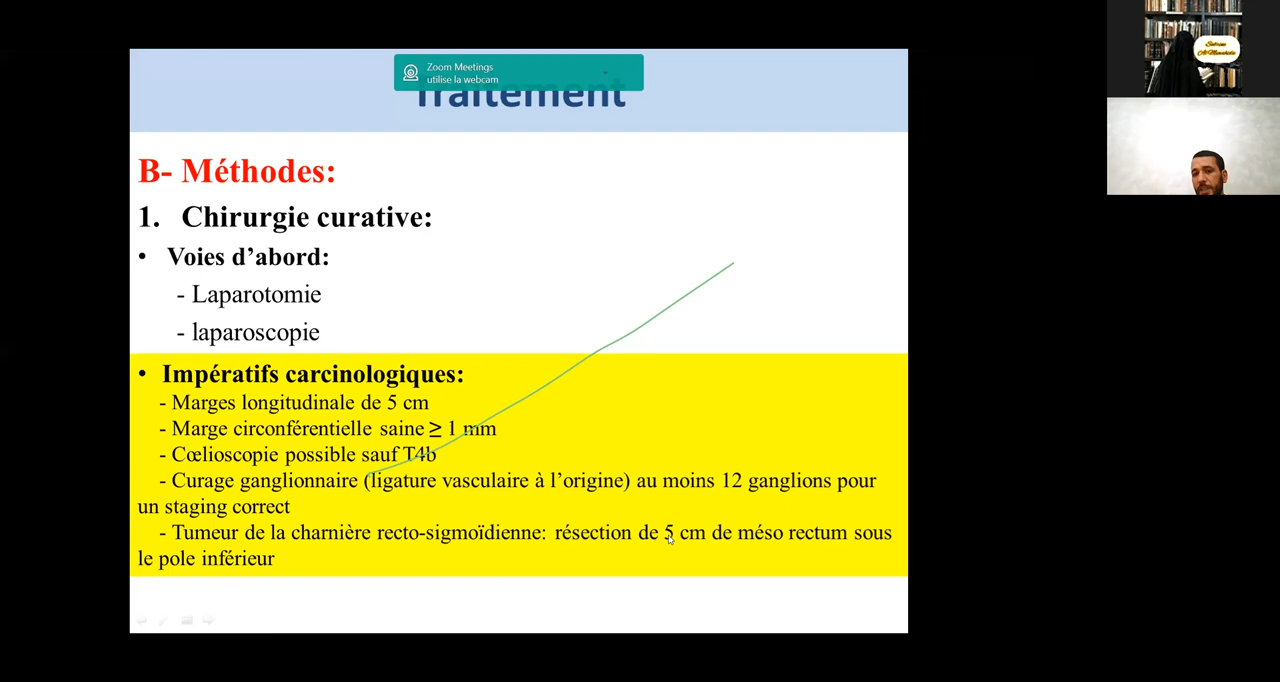 Zoom Meetings
utilise la webcam
Traitement
B- Méthodes:
1. Chirurgie curative:
• Voies d’abord:
- Laparotomie
- laparoscopie
• Impératifs carcinologiques:
- Marges longitudinale de 5 cm
- Marge circonférentielle saine ≥ 1 mm
- Cœlioscopie possible sauf T4b
- Curage ganglionnaire (ligature vasculaire à l’origine) au moins 12 ganglions pour
un staging correct
- Tumeur de la charnière recto-sigmoïdienne: résection de 5 cm de méso rectum sous
le pole inférieur